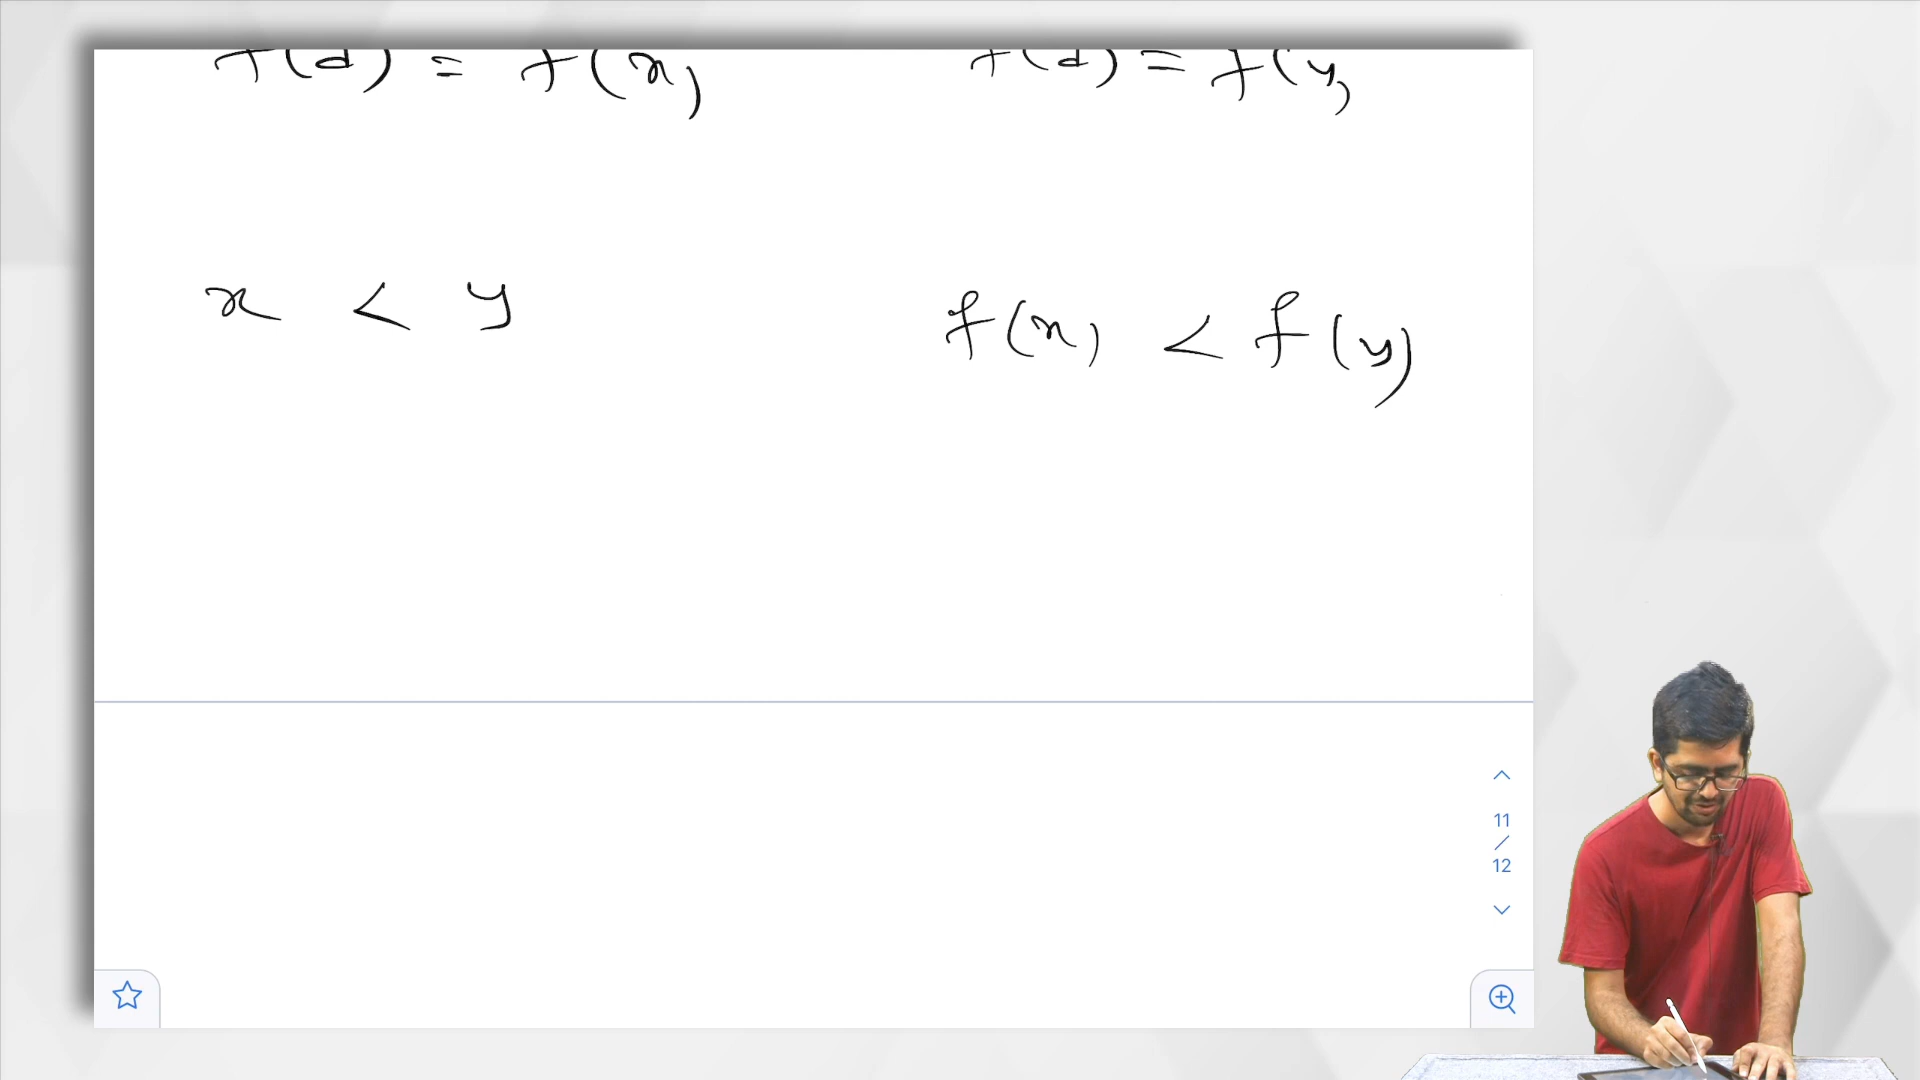 f(d) = f(x) f(d) = f(y)
x < y f(x) < f(y)
11
/
12